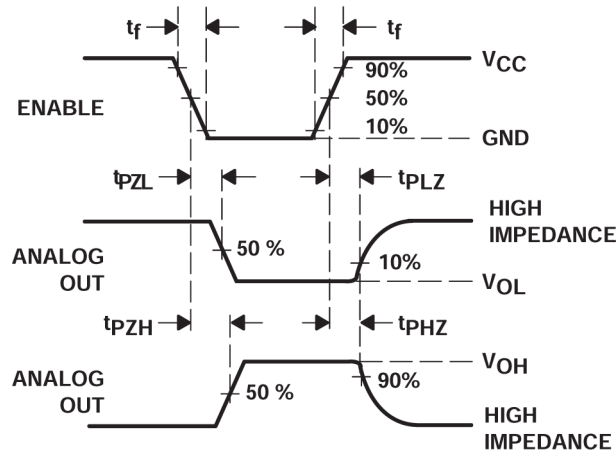 tf
tf
VCC
90%
ENABLE
50%
10%
GND
tPZL
tPLZ
HIGH
IMPEDANCE
ANALOG
OUT
50 %
10%
VOL
tPZH
tPHZ
VOH
ANALOG
OUT
50 %
90%
HIGH
IMPEDANCE